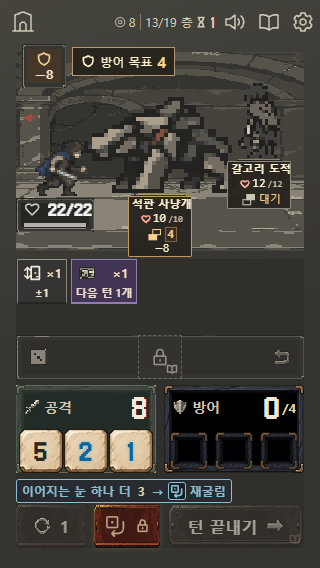 ◎ 8 | 13/19 층 ⧗ 1
−8
방어 목표 4
갈고리 도적
12/12
대기
22/22
석판 사냥개
10/10
4
−8
×1
±1
×1
다음 턴 1개
공격 8
방어 0/4
5 2 1
이어지는 눈 하나 더 3 → 재굴림
1
턴 끝내기